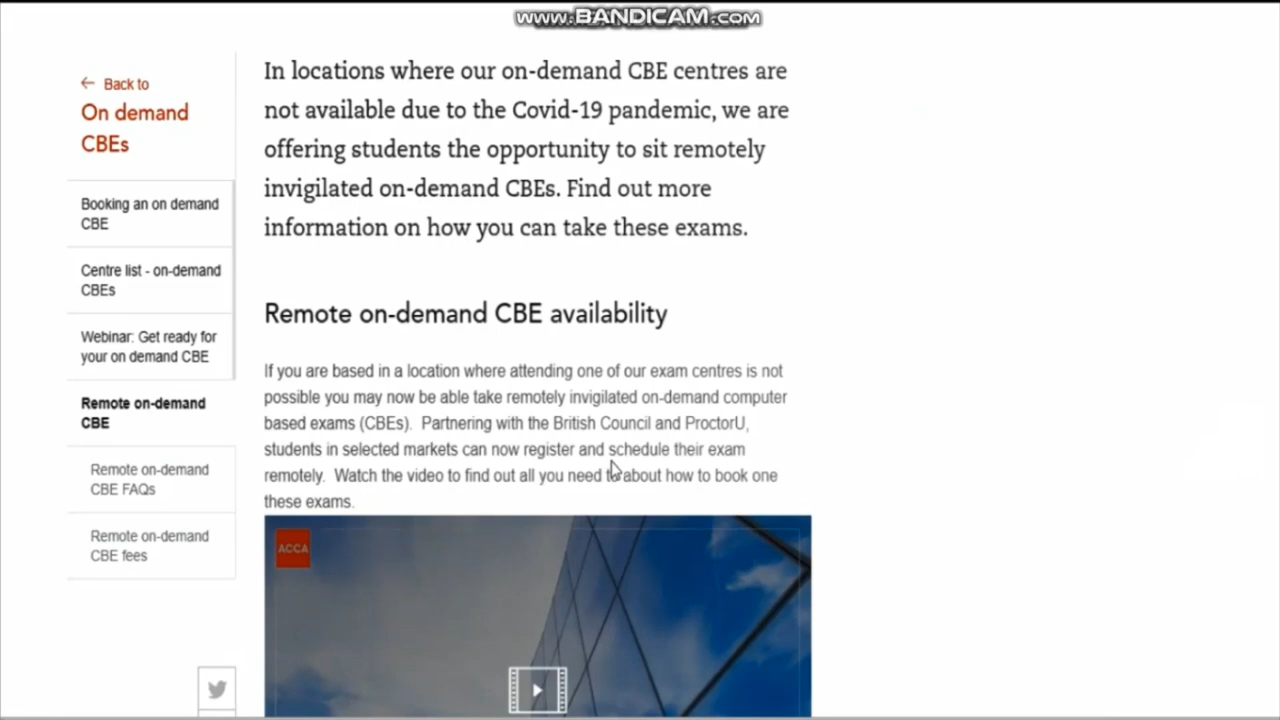 www.BANDICAM.com
← Back to
On demand
CBEs
Booking an on demand
CBE
Centre list - on-demand
CBEs
Webinar: Get ready for
your on demand CBE
Remote on-demand
CBE
Remote on-demand
CBE FAQs
Remote on-demand
CBE fees
In locations where our on-demand CBE centres are
not available due to the Covid-19 pandemic, we are
offering students the opportunity to sit remotely
invigilated on-demand CBEs. Find out more
information on how you can take these exams.
Remote on-demand CBE availability
If you are based in a location where attending one of our exam centres is not
possible you may now be able take remotely invigilated on-demand computer
based exams (CBEs). Partnering with the British Council and ProctorU,
students in selected markets can now register and schedule their exam
remotely. Watch the video to find out all you need to about how to book one
these exams.
ACCA